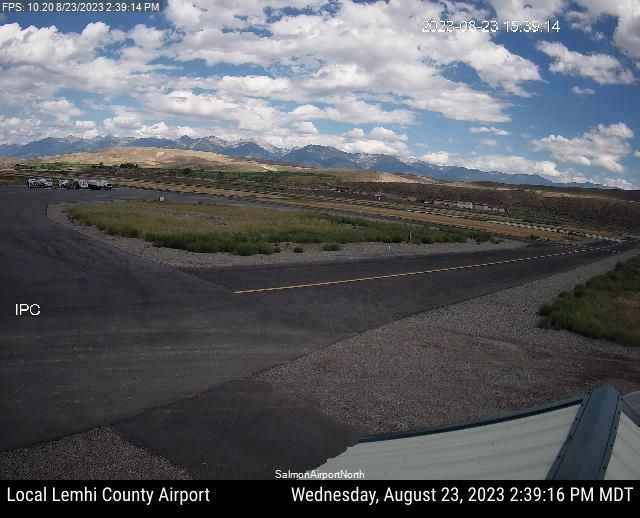 FPS: 10.20 8/23/2023 2:39:14 PM
2023-08-23 15:39:14
IPC
SalmonAirportNorth
Local Lemhi County Airport
Wednesday, August 23, 2023 2:39:16 PM MDT